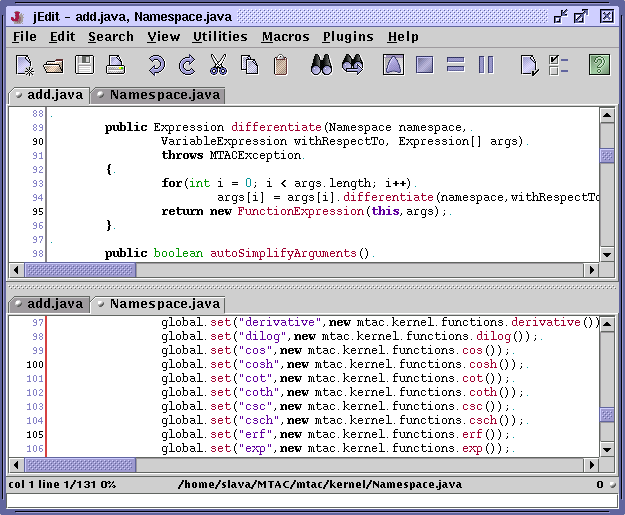 jEdit - add.java, Namespace.java
File Edit Search View Utilities Macros Plugins Help
add.java Namespace.java
88 .
89 public Expression differentiate(Namespace namespace,.
90 VariableExpression withRespectTo, Expression[] args).
91 throws MTACException.
92 {.
93 for(int i = 0; i < args.length; i++).
94 args[i] = args[i].differentiate(namespace,withRespectTo
95 return new FunctionExpression(this,args);.
96 }.
97 .
98 public boolean autoSimplifyArguments().
add.java Namespace.java
97 global.set("derivative",new mtac.kernel.functions.derivative())
98 global.set("dilog",new mtac.kernel.functions.dilog());.
99 global.set("cos",new mtac.kernel.functions.cos());.
100 global.set("cosh",new mtac.kernel.functions.cosh());.
101 global.set("cot",new mtac.kernel.functions.cot());.
102 global.set("coth",new mtac.kernel.functions.coth());.
103 global.set("csc",new mtac.kernel.functions.csc());.
104 global.set("csch",new mtac.kernel.functions.csch());.
105 global.set("erf",new mtac.kernel.functions.erf());.
106 global.set("exp",new mtac.kernel.functions.exp());.
col 1 line 1/131 0% /home/slava/MTAC/mtac/kernel/Namespace.java 0